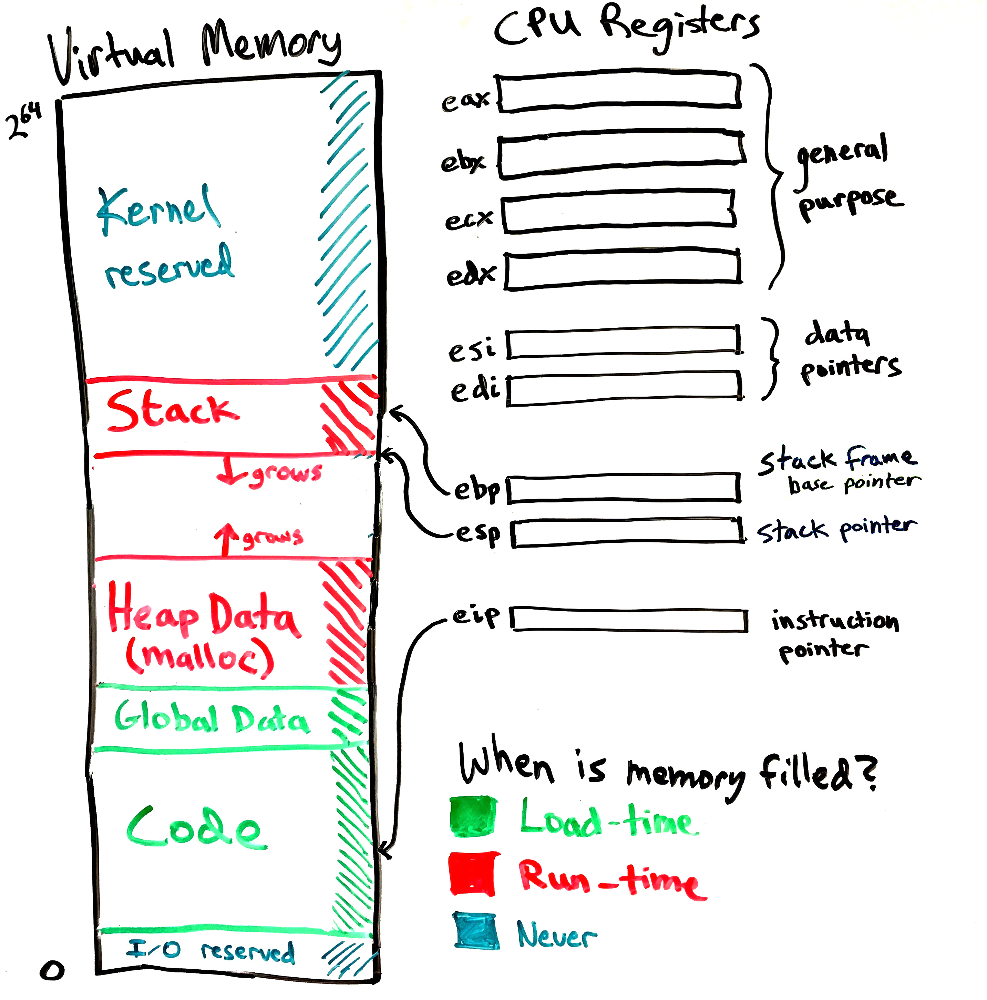 Virtual Memory
2^64
Kernel
reserved
Stack
↓ grows
↑ grows
Heap Data
(malloc)
Global Data
Code
I/O reserved
0
CPU Registers
eax
ebx
ecx
edx
general
purpose
esi
edi
data
pointers
ebp
stack frame
base pointer
esp
stack pointer
eip
instruction
pointer
When is memory filled?
Load-time
Run-time
Never